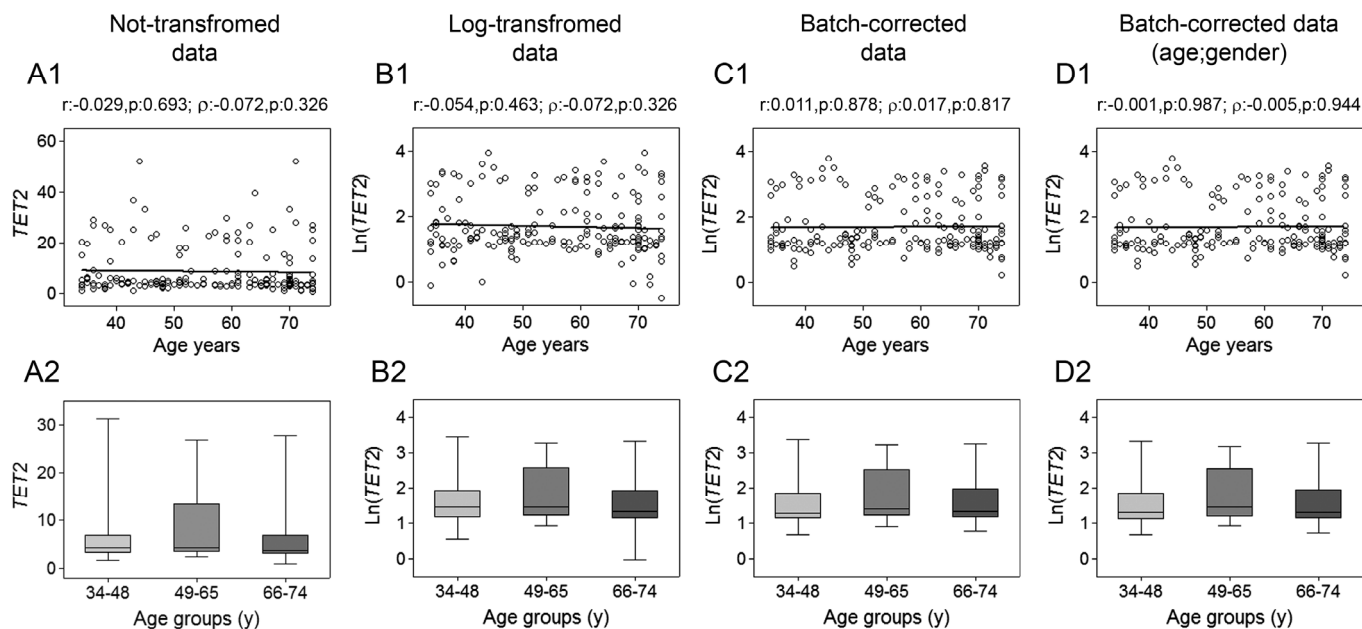 Not-transfromed
data
Log-transfromed
data
Batch-corrected
data
Batch-corrected data
(age;gender)
A1
B1
C1
D1
r:-0.029,p:0.693; ρ:-0.072,p:0.326
r:-0.054,p:0.463; ρ:-0.072,p:0.326
r:0.011,p:0.878; ρ:0.017,p:0.817
r:-0.001,p:0.987; ρ:-0.005,p:0.944
TET2
60
40
20
0
40 50 60 70
Age years
Ln(TET2)
4
2
0
40 50 60 70
Age years
Ln(TET2)
4
2
0
40 50 60 70
Age years
Ln(TET2)
4
2
0
40 50 60 70
Age years
A2
B2
C2
D2
TET2
30
20
10
0
34-48 49-65 66-74
Age groups (y)
Ln(TET2)
4
3
2
1
0
34-48 49-65 66-74
Age groups (y)
Ln(TET2)
4
3
2
1
0
34-48 49-65 66-74
Age groups (y)
Ln(TET2)
4
3
2
1
0
34-48 49-65 66-74
Age groups (y)